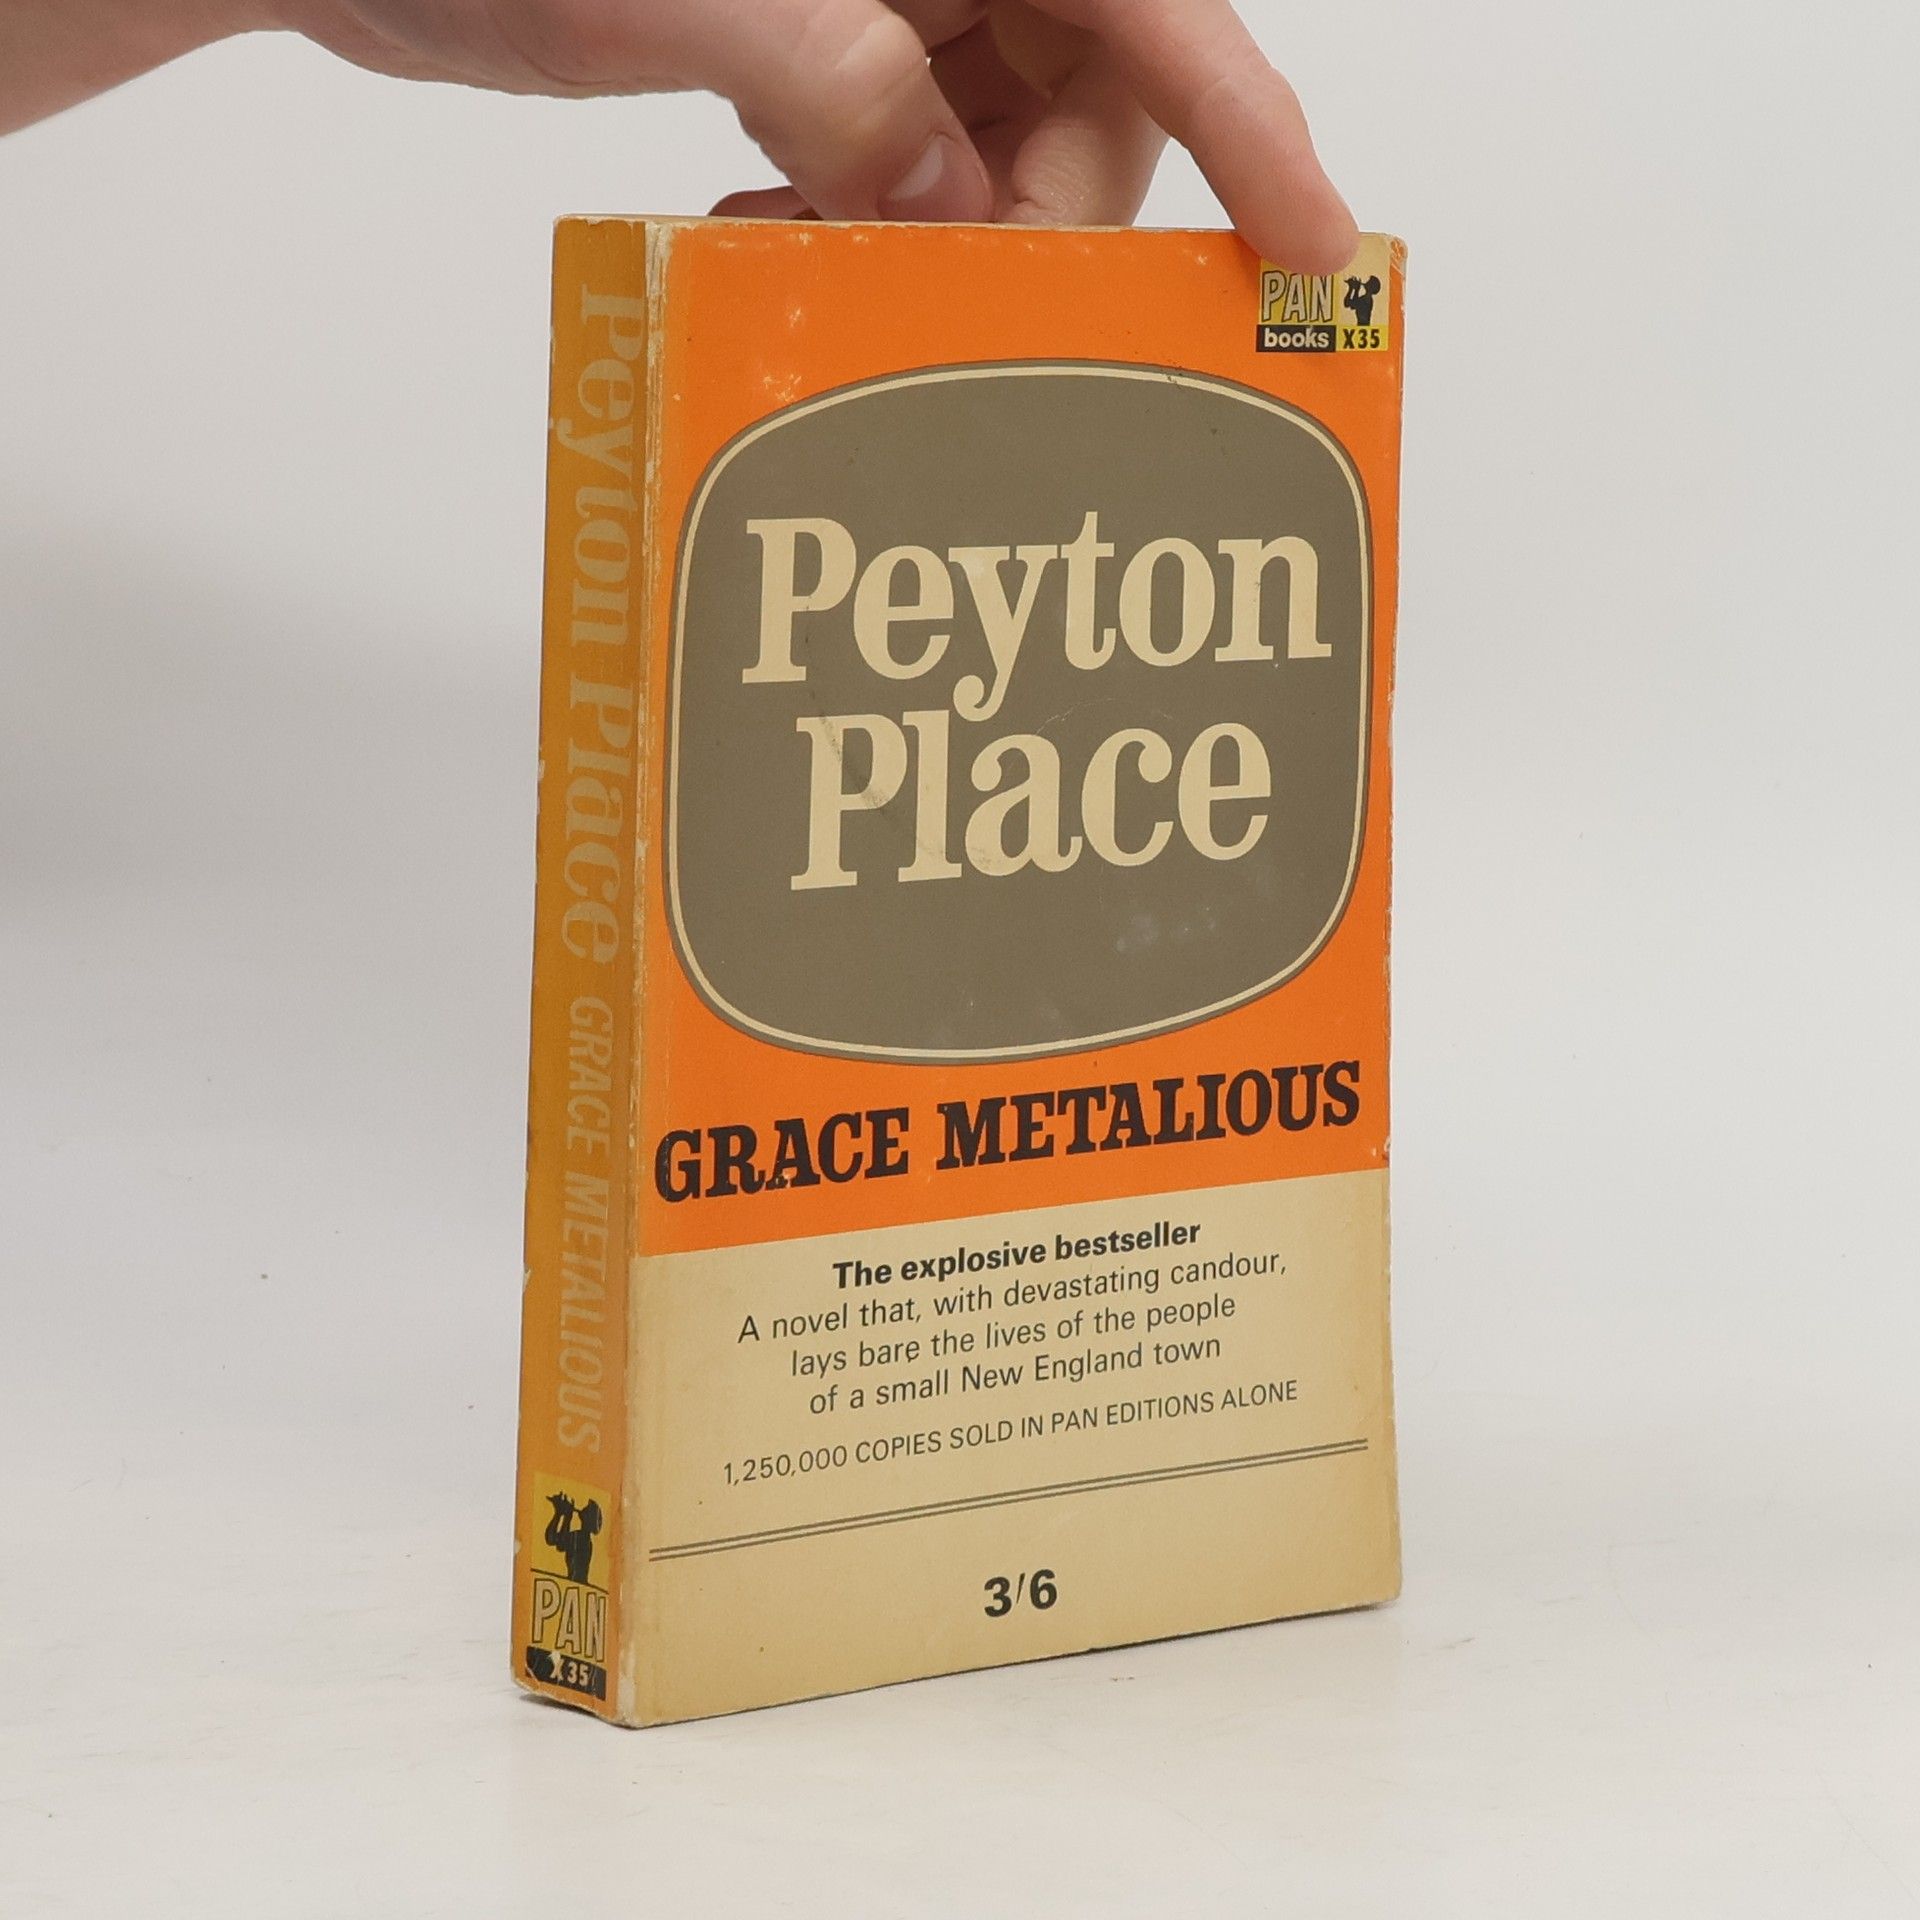 Peyton Place GRACE METALIOUS
PAN
X35
PAN
books X35
Peyton
Place
GRACE METALIOUS
The explosive bestseller
A novel that, with devastating candour,
lays bare the lives of the people
of a small New England town
1,250,000 COPIES SOLD IN PAN EDITIONS ALONE
3/6